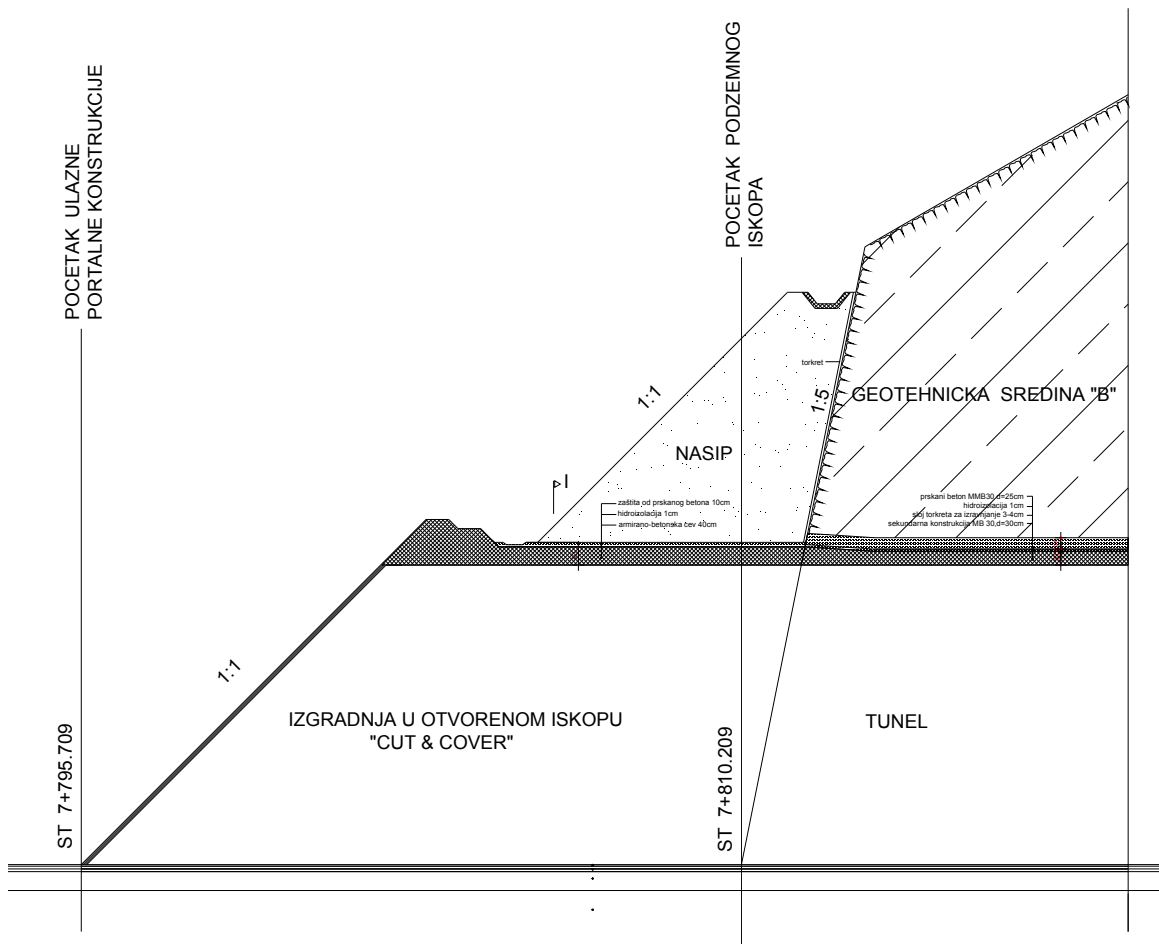 POCETAK ULAZNE
PORTALNE KONSTRUKCIJE
POCETAK PODZEMNOG
ISKOPA
torkret
1:1
1:5
GEOTEHNICKA SREDINA "B"
NASIP
I
zaštita od prskanog betona 10cm
hidroizolacija 1cm
armirano-betonska čev 40cm
prskani beton MMB30,d=25cm
hidroizolacija 1cm
sloj torkreta za izravnjanje 3-4cm
sekundarna konstrukcija MB 30,d=30cm
1:1
IZGRADNJA U OTVORENOM ISKOPU
"CUT & COVER"
TUNEL
ST 7+795.709
ST 7+810.209